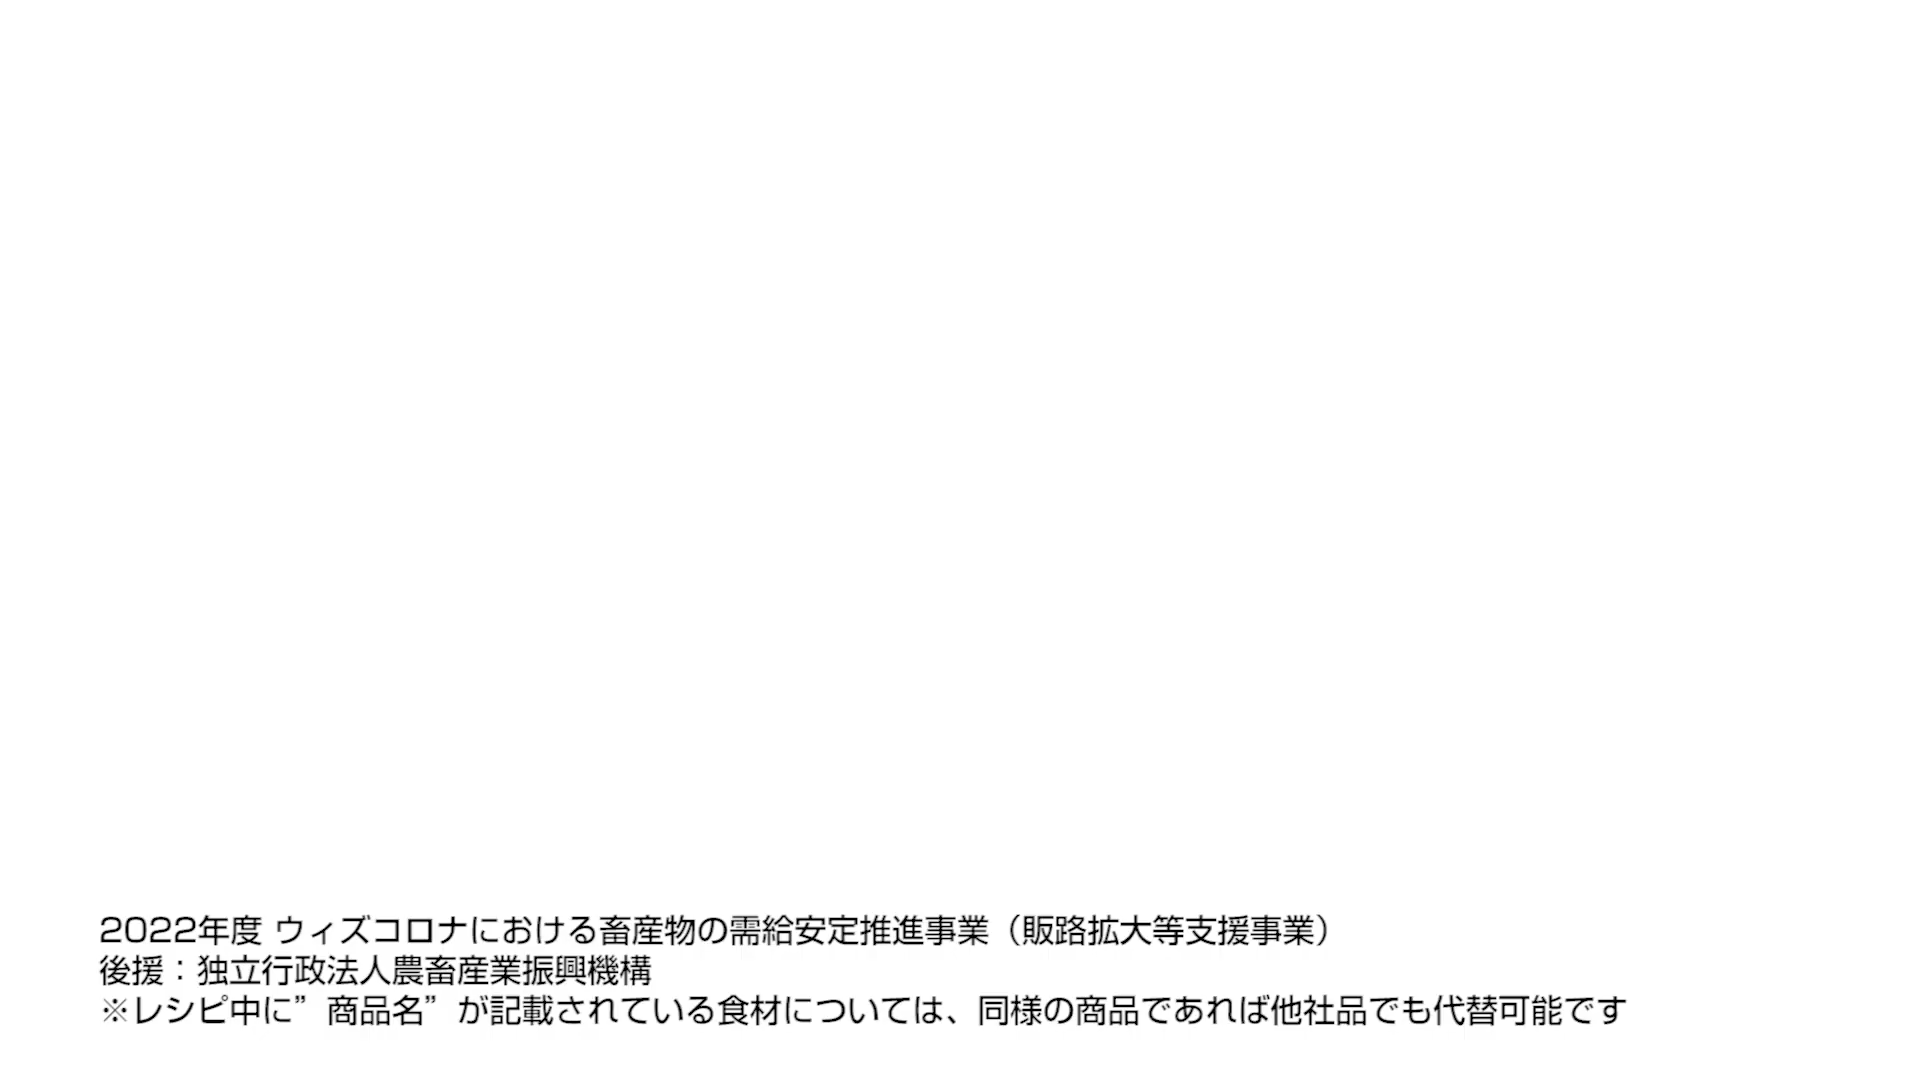 2022年度 ウィズコロナにおける畜産物の需給安定推進事業（販路拡大等支援事業）
後援：独立行政法人農畜産業振興機構
※レシピ中に”商品名”が記載されている食材については、同様の商品であれば他社品でも代替可能です